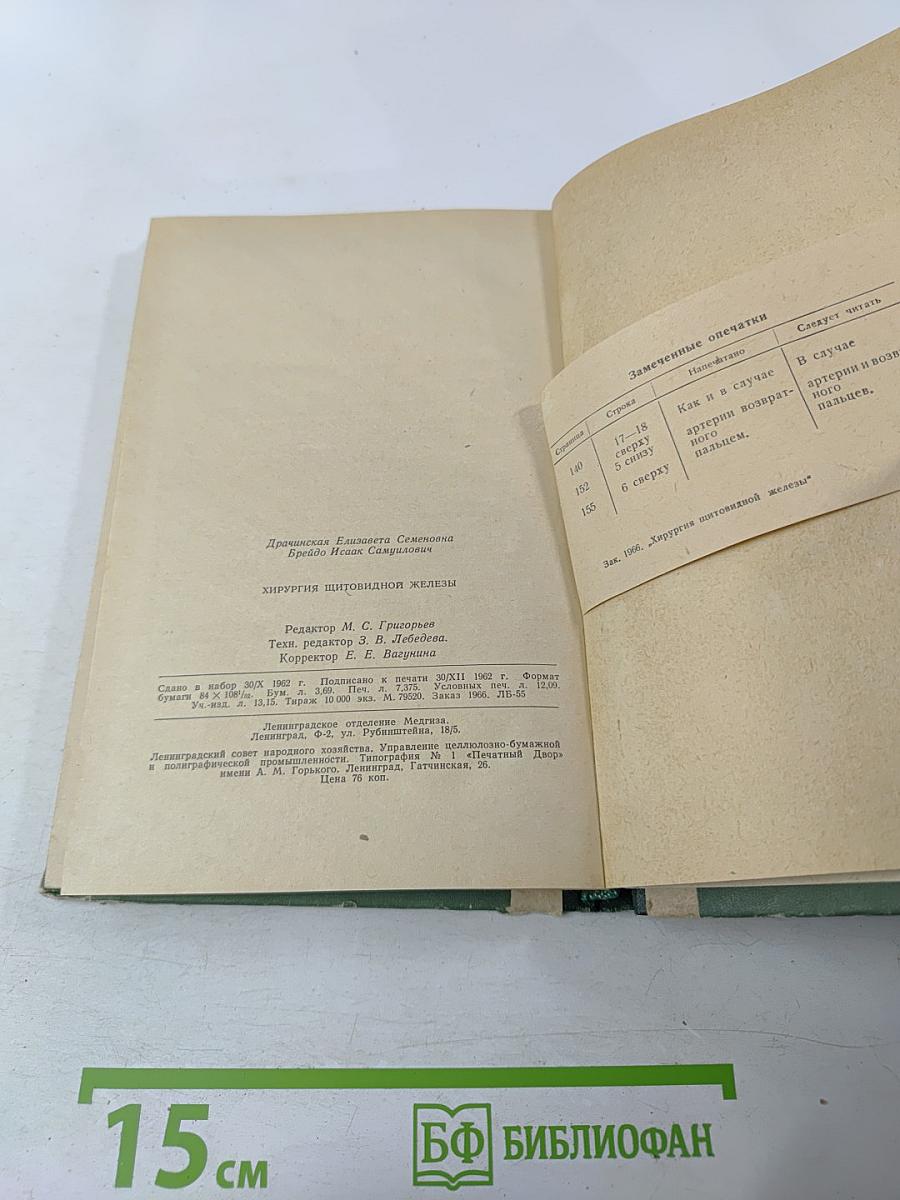 Драчинская Елизавета Семеновна
Брейдо Исаак Самуилович
ХИРУРГИЯ ЩИТОВИДНОЙ ЖЕЛЕЗЫ
Редактор М. С. Григорьев
Техн. редактор З. В. Лебедева.
Корректор Е. Е. Вагунина
Сдано в набор 30/X 1962 г. Подписано к печати 30/XII 1962 г. Формат
бумаги 84 × 108¹/₃₂. Бум. л. 3,69. Печ. л. 7,375. Условных печ. л. 12,09.
Уч.-изд. л. 13,15. Тираж 10 000 экз. М. 79520. Заказ 1966. ЛБ-55
Ленинградское отделение Медгиза.
Ленинград, Ф-2, ул. Рубинштейна, 18/5.
Ленинградский совет народного хозяйства. Управление целлюлозно-бумажной
и полиграфической промышленности. Типография № 1 «Печатный Двор»
имени А. М. Горького. Ленинград, Гатчинская, 26.
Цена 76 коп.
Замеченные опечатки
Страница Строка Напечатано Следует читать
140 17—18 Как и в случае В случае
сверху
152 5 снизу артерии возврат- артерии и возв
ного ного
155 6 сверху пальцем. пальцев.
Зак. 1966. „Хирургия щитовидной железы"
15 см
БФ БИБЛИОФАН